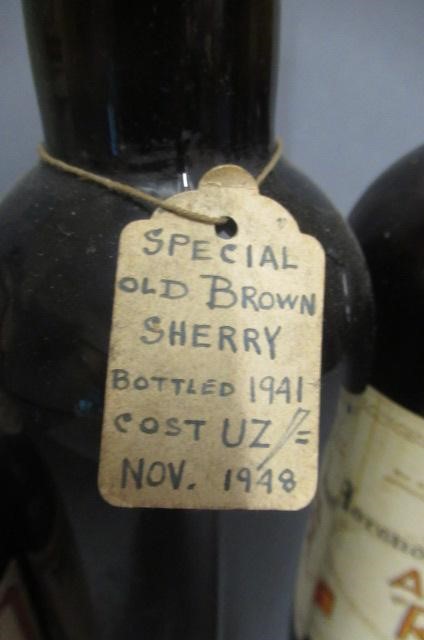 SPECIAL
OLD BROWN
SHERRY
BOTTLED 1941
COST UZ/=
NOV. 1948